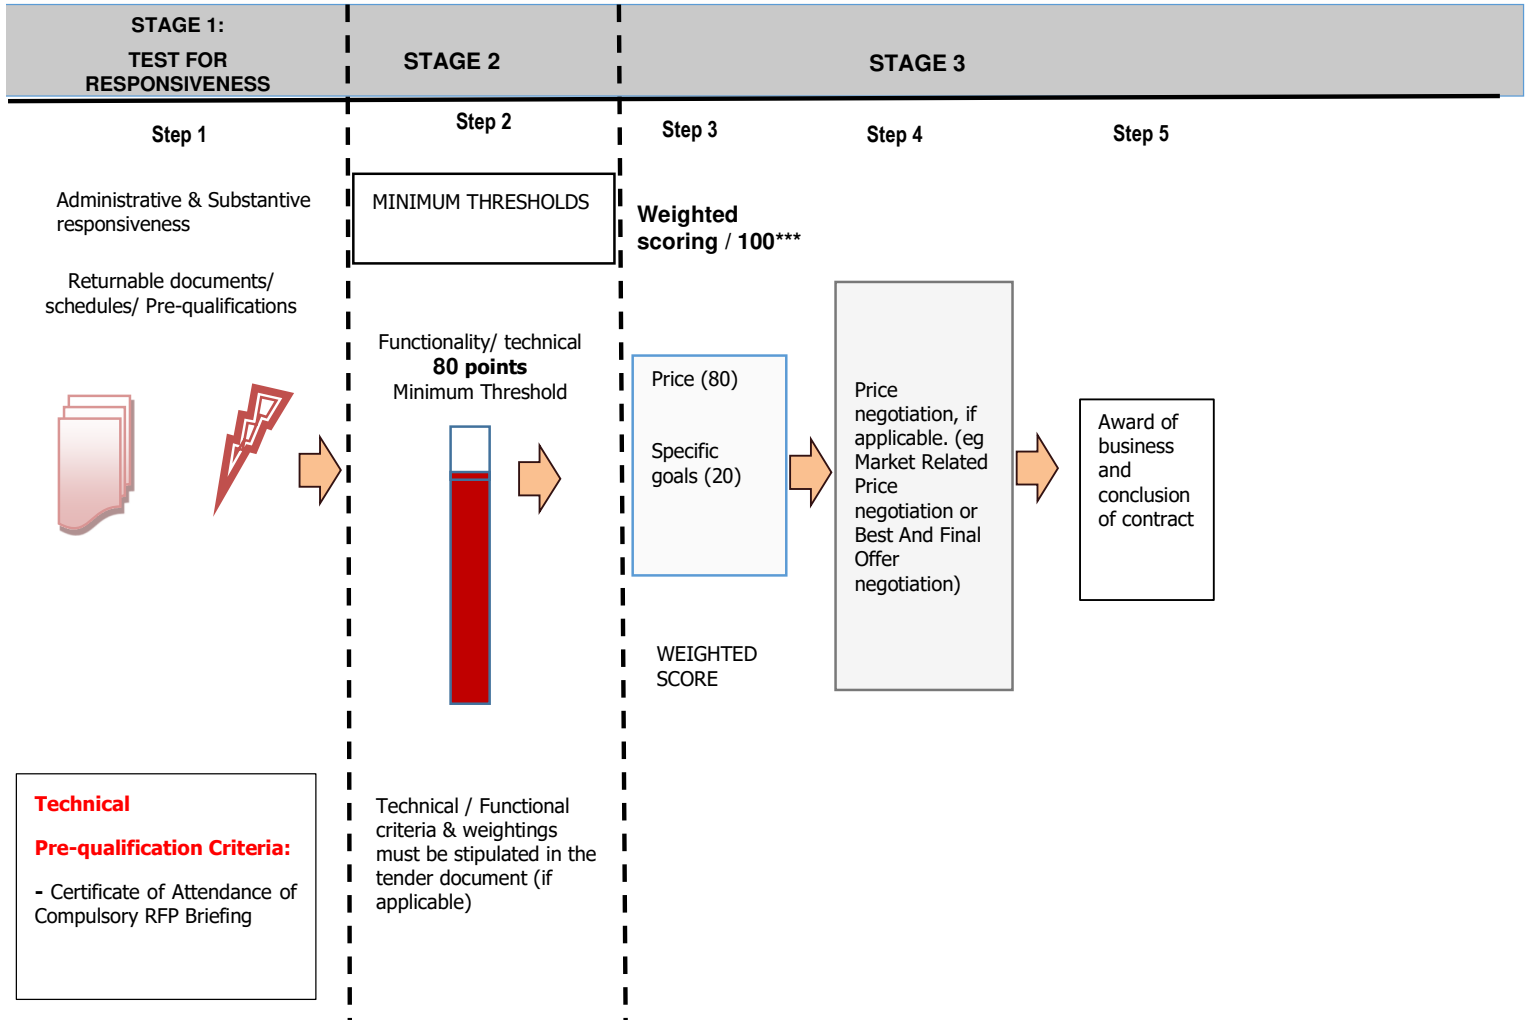 STAGE 1:
TEST FOR
RESPONSIVENESS
STAGE 2
STAGE 3
Step 1
Step 2
Step 3
Step 4
Step 5
Administrative & Substantive
responsiveness
Returnable documents/
schedules/ Pre-qualifications
Technical
Pre-qualification Criteria:
- Certificate of Attendance of
Compulsory RFP Briefing
MINIMUM THRESHOLDS
Functionality/ technical
80 points
Minimum Threshold
Technical / Functional
criteria & weightings
must be stipulated in the
tender document (if
applicable)
Weighted
scoring / 100***
Price (80)
Specific
goals (20)
WEIGHTED
SCORE
Price
negotiation, if
applicable. (eg
Market Related
Price
negotiation or
Best And Final
Offer
negotiation)
Award of
business
and
conclusion
of contract